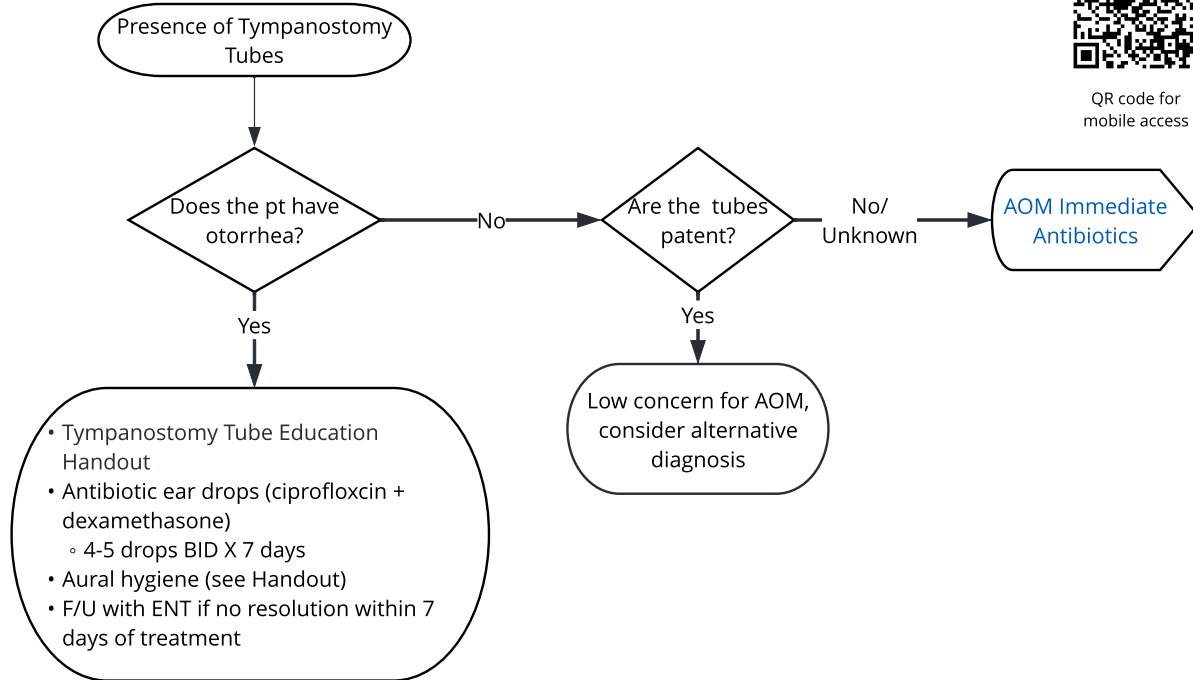 Presence of Tympanostomy
Tubes
QR code for
mobile access
Does the pt have
otorrhea?
No
Are the  tubes
patent?
No/
Unknown
AOM Immediate
Antibiotics
Yes
Yes
Low concern for AOM,
consider alternative
diagnosis
• Tympanostomy Tube Education
Handout
• Antibiotic ear drops (ciprofloxcin +
dexamethasone)
◦ 4-5 drops BID X 7 days
• Aural hygiene (see Handout)
• F/U with ENT if no resolution within 7
days of treatment